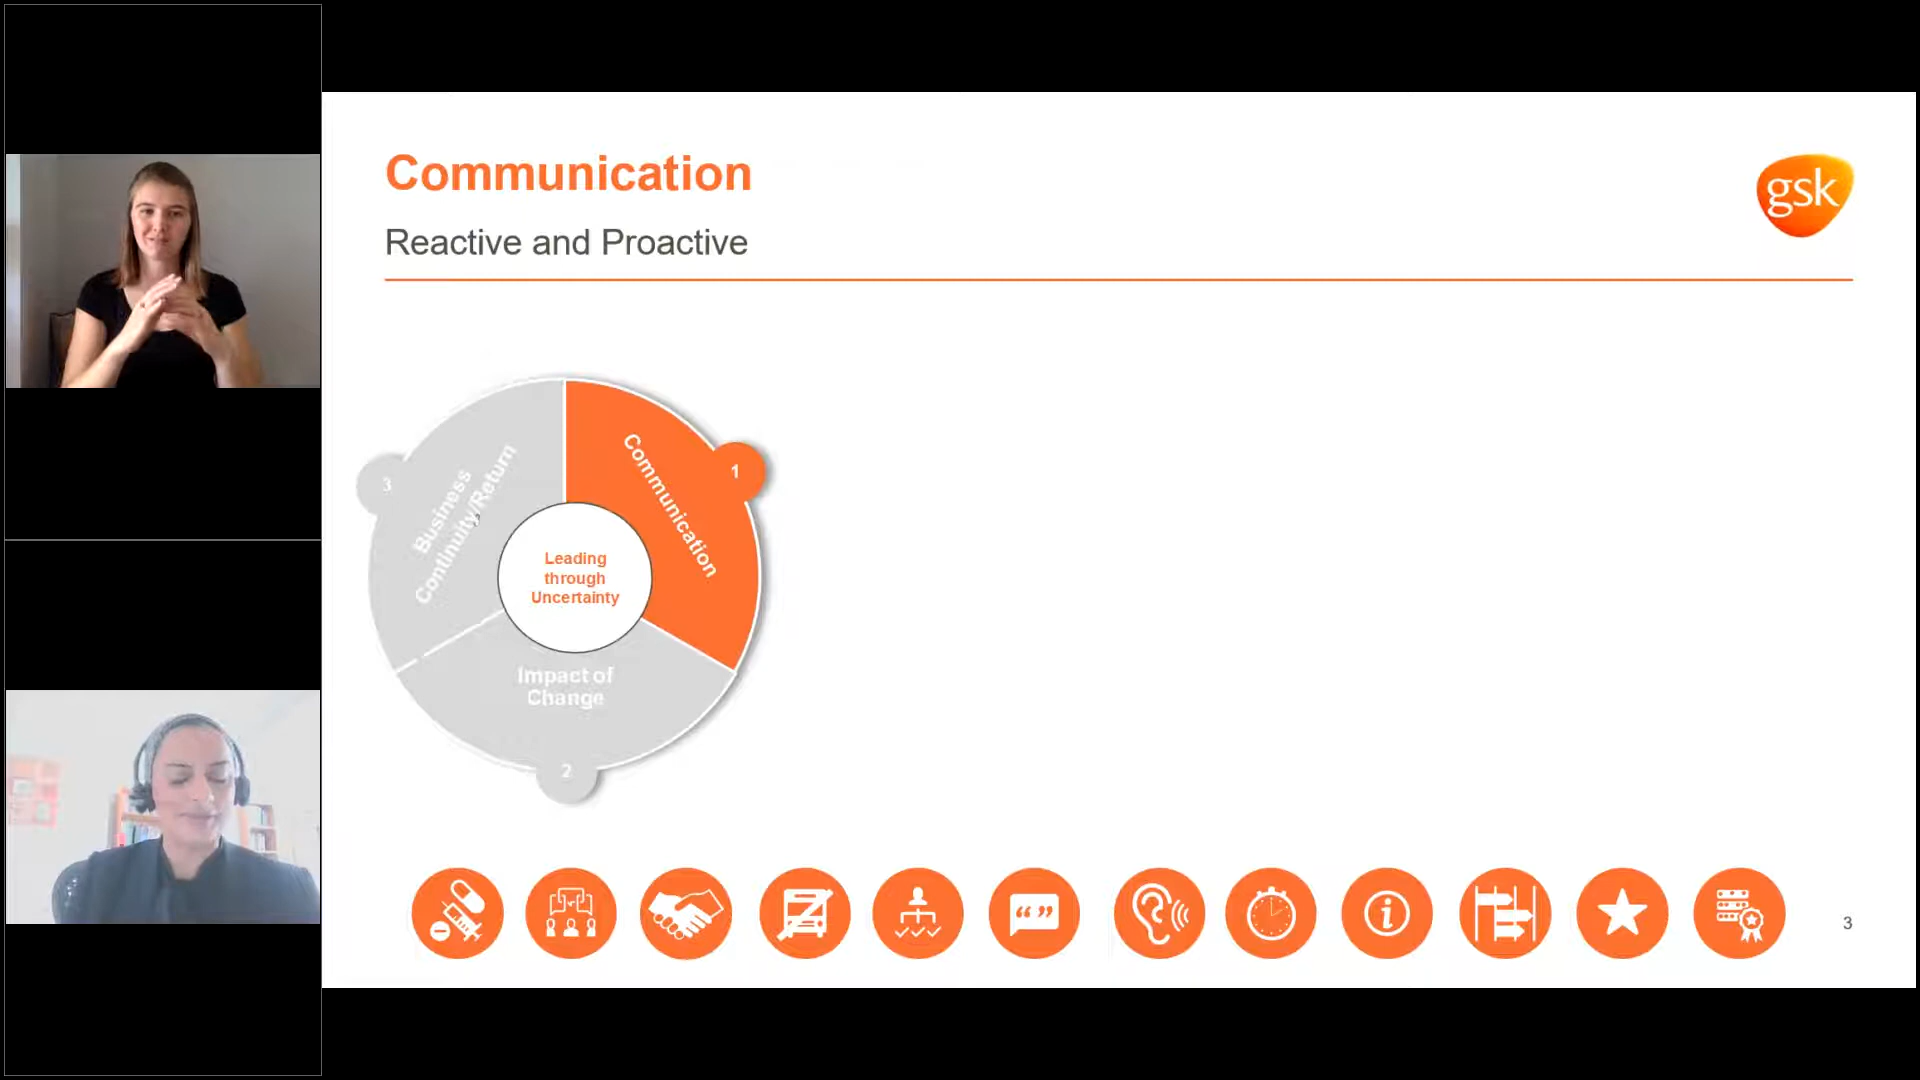 Communication
gsk
Reactive and Proactive
Communication
1
Business
Continuity/Return
3
Leading
through
Uncertainty
Impact of
Change
2
“ ”
i
3